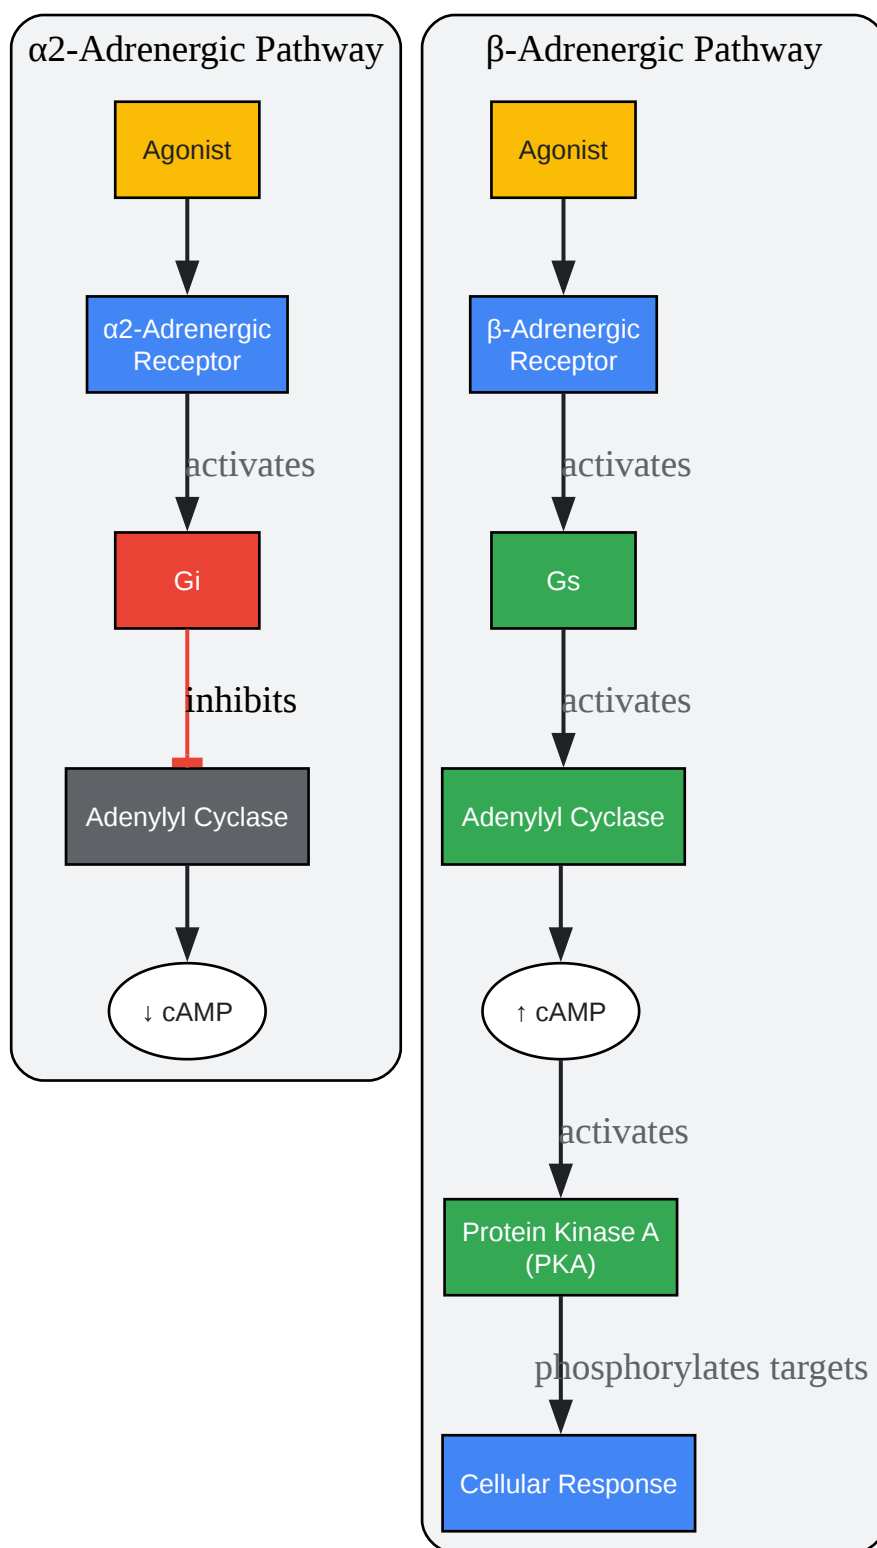 α2-Adrenergic Pathway
Agonist
α2-Adrenergic
Receptor
activates
Gi
inhibits
Adenylyl Cyclase
↓ cAMP
β-Adrenergic Pathway
Agonist
β-Adrenergic
Receptor
activates
Gs
activates
Adenylyl Cyclase
↑ cAMP
activates
Protein Kinase A
(PKA)
phosphorylates targets
Cellular Response